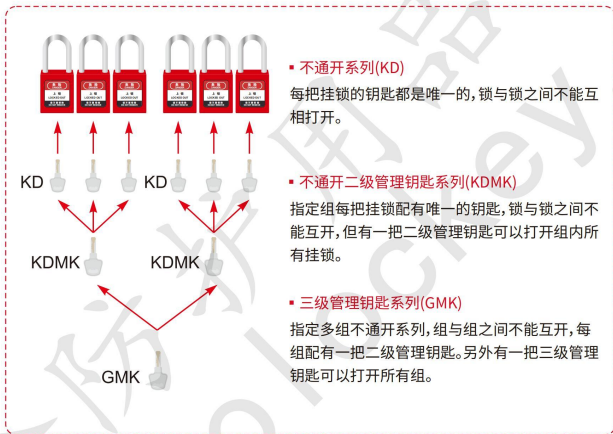 ▪ 不通开系列(KD)
每把挂锁的钥匙都是唯一的,锁与锁之间不能互
相打开。
KD
KD
▪ 不通开二级管理钥匙系列(KDMK)
指定组每把挂锁配有唯一的钥匙,锁与锁之间不
能互开,但有一把二级管理钥匙可以打开组内所
有挂锁。
KDMK
KDMK
▪ 三级管理钥匙系列(GMK)
指定多组不通开系列,组与组之间不能互开,每
组配有一把二级管理钥匙。另外有一把三级管理
钥匙可以打开所有组。
GMK
防护用品
lockey